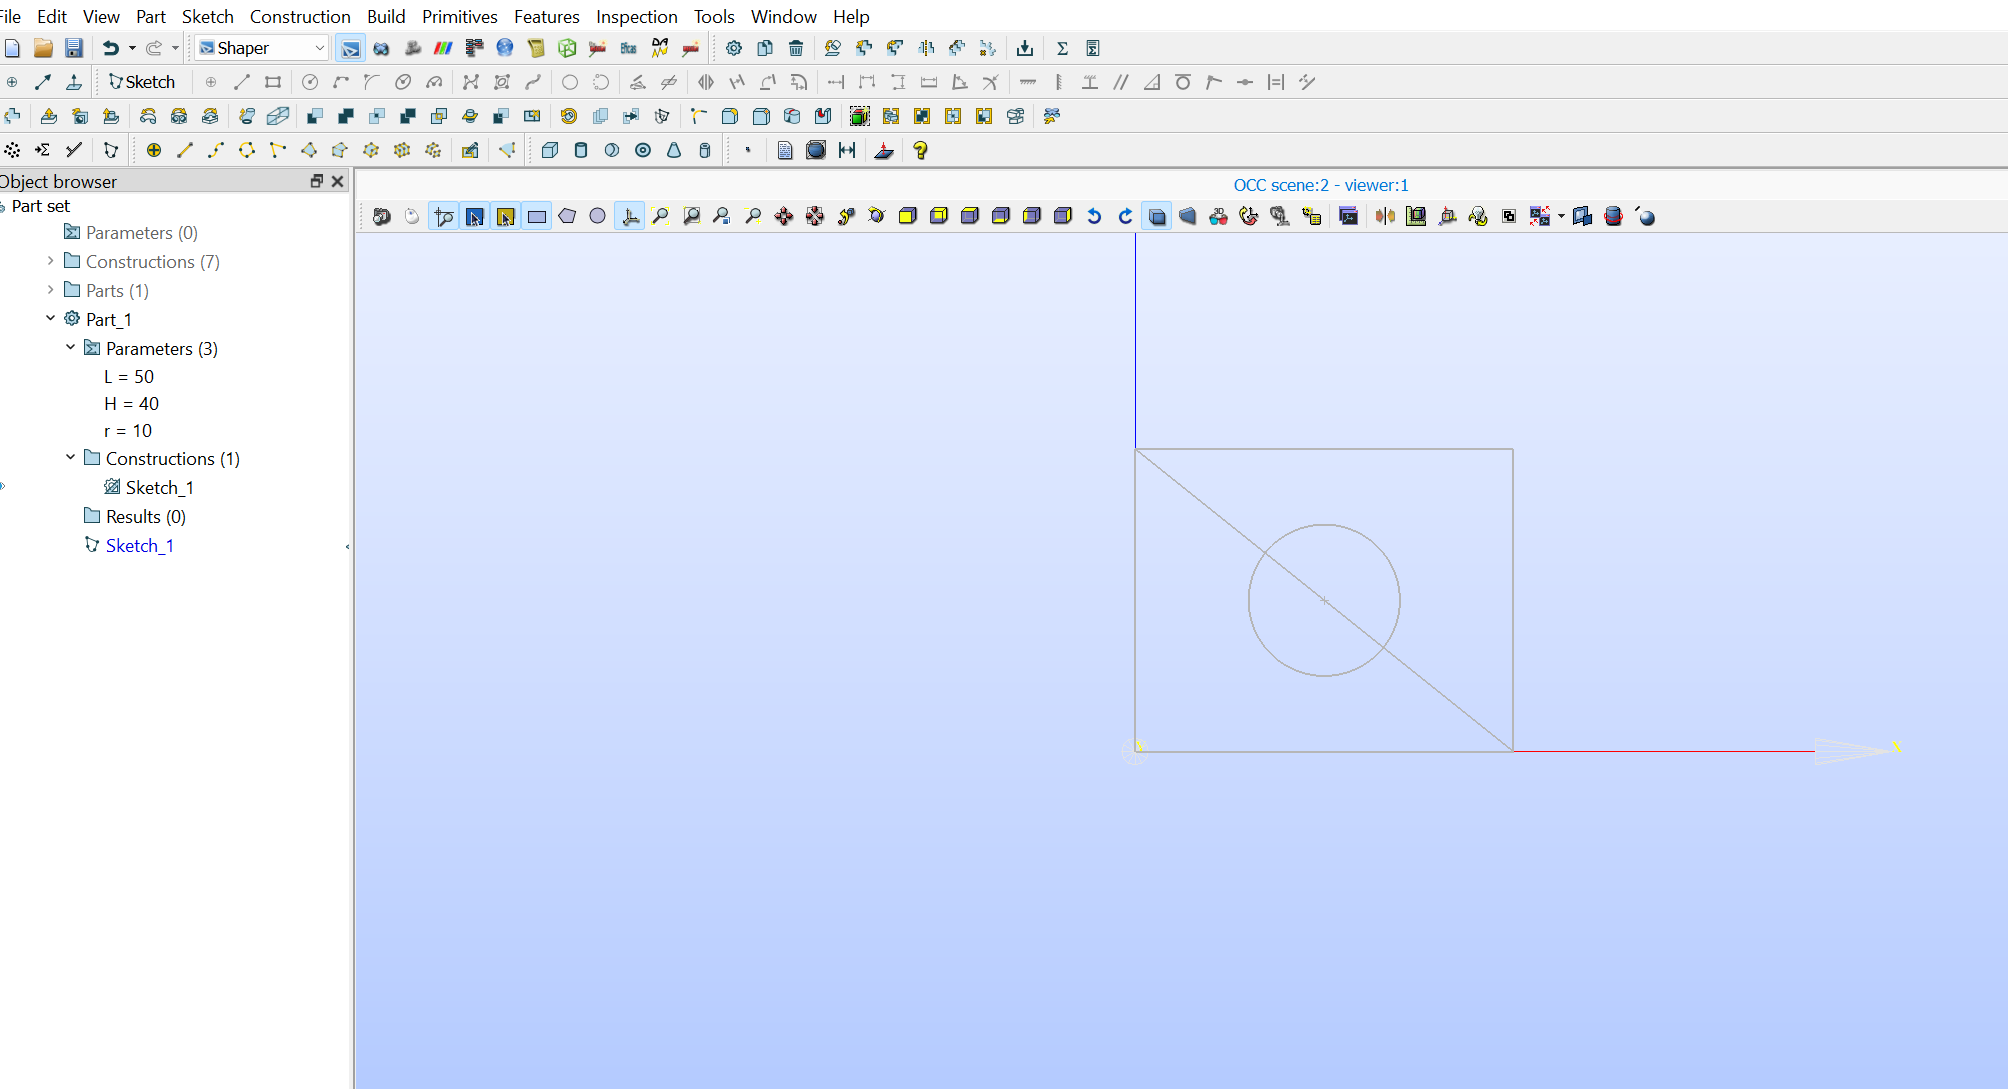 File Edit View Part Sketch Construction Build Primitives Features Inspection Tools Window Help
Shaper
Sketch
Object browser
OCC scene:2 - viewer:1
Part set
Parameters (0)
Constructions (7)
Parts (1)
Part_1
Parameters (3)
L = 50
H = 40
r = 10
Constructions (1)
Sketch_1
Results (0)
Sketch_1
X